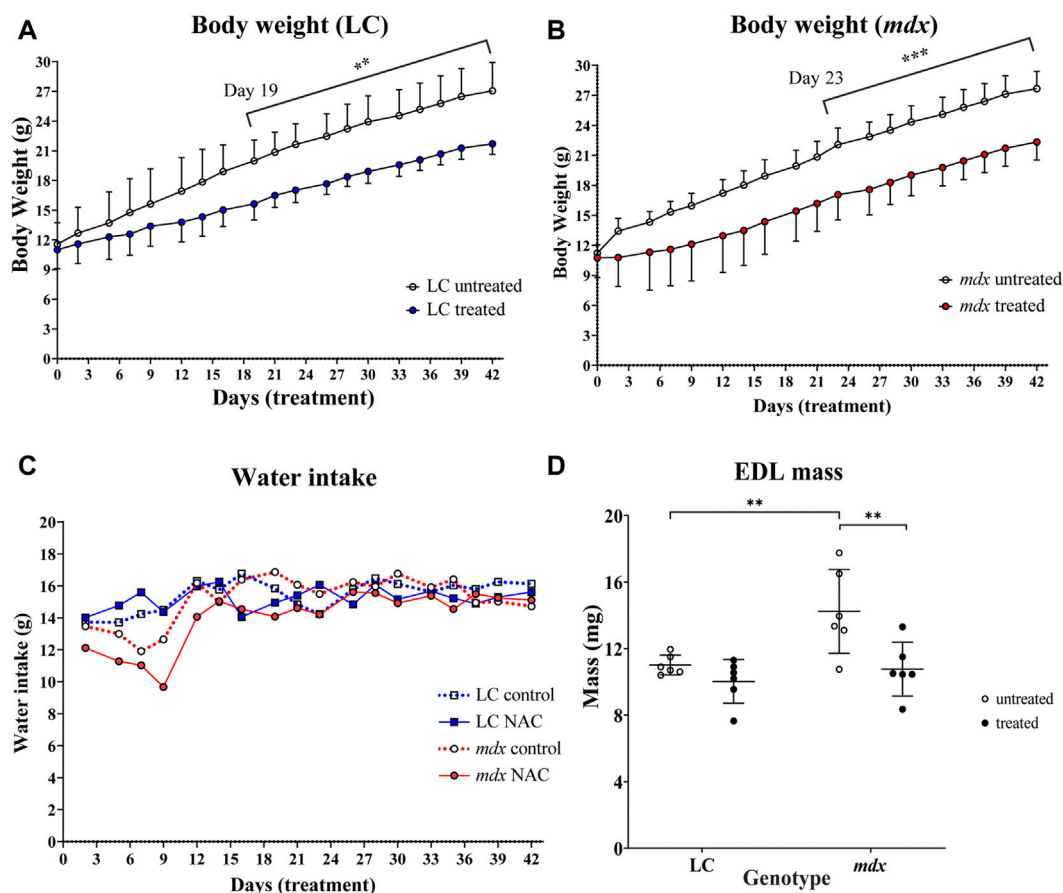 A
Body weight (LC)
**
Day 19
Body Weight (g)
30
27
24
21
18
15
12
9
6
3
0
LC untreated
LC treated
0 3 6 9 12 15 18 21 24 27 30 33 36 39 42
Days (treatment)
B
Body weight (mdx)
***
Day 23
Body Weight (g)
30
27
24
21
18
15
12
9
6
3
0
mdx untreated
mdx treated
0 3 6 9 12 15 18 21 24 27 30 33 36 39 42
Days (treatment)
C
Water intake
Water intake (g)
20
18
16
14
12
10
8
6
4
2
0
LC control
LC NAC
mdx control
mdx NAC
0 3 6 9 12 15 18 21 24 27 30 33 36 39 42
Days (treatment)
D
EDL mass
** **
Mass (mg)
20
16
12
8
4
0
untreated
treated
LC mdx
Genotype